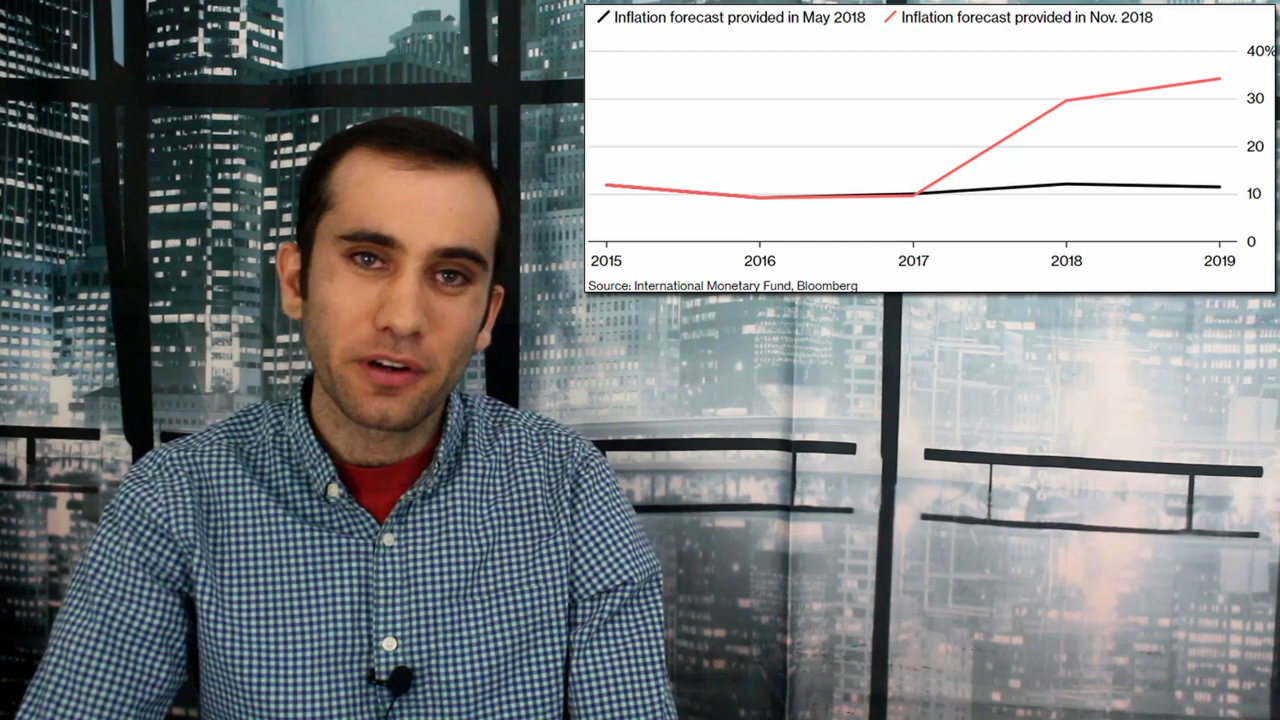 Inflation forecast provided in May 2018 Inflation forecast provided in Nov. 2018
40%
30
20
10
0
2015 2016 2017 2018 2019
Source: International Monetary Fund, Bloomberg